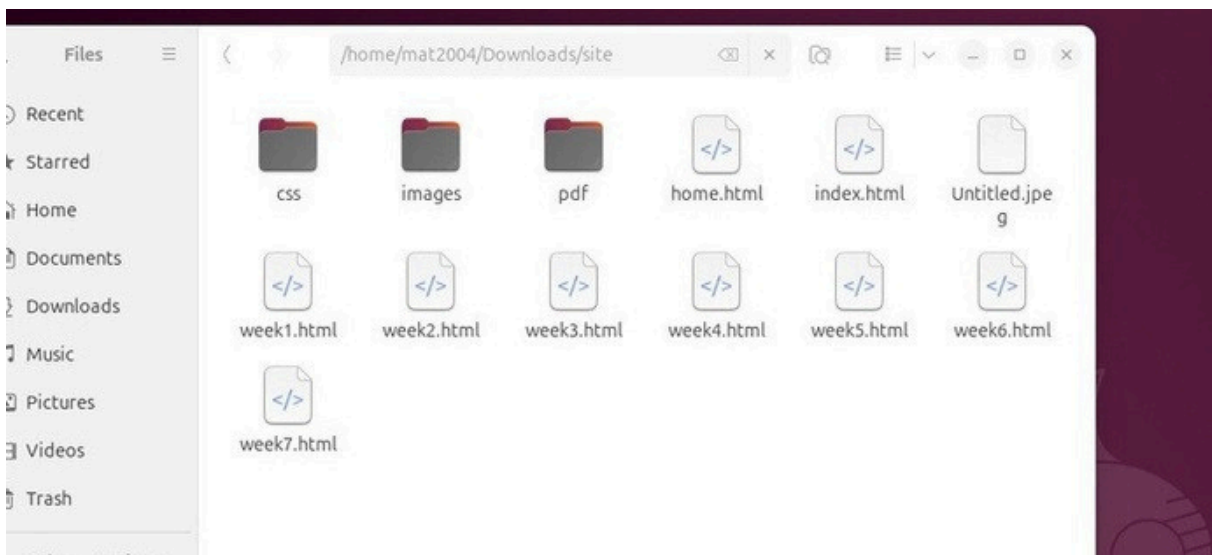 Files
/home/mat2004/Downloads/site
Recent
Starred
Home
Documents
Downloads
Music
Pictures
Videos
Trash
css
images
pdf
home.html
index.html
Untitled.jpe
g
week1.html
week2.html
week3.html
week4.html
week5.html
week6.html
week7.html